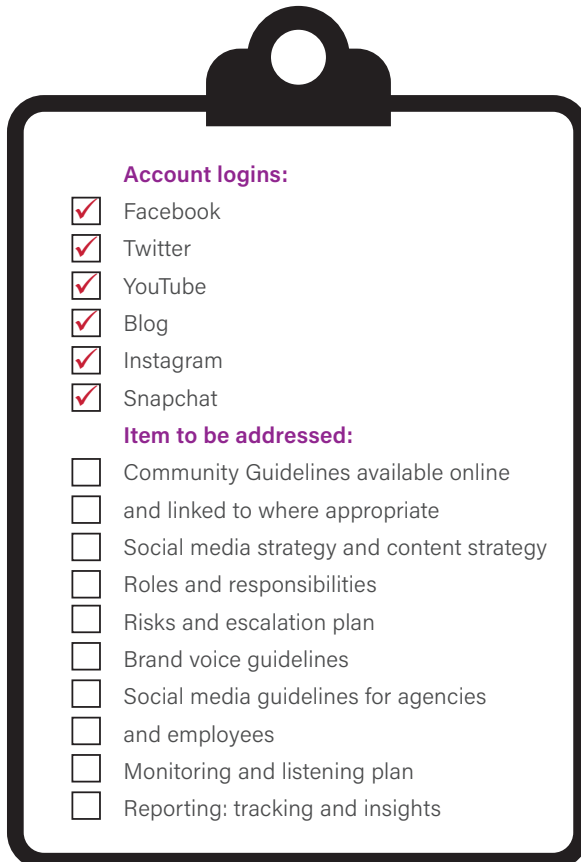 Account logins:
Facebook
Twitter
YouTube
Blog
Instagram
Snapchat
Item to be addressed:
Community Guidelines available online
and linked to where appropriate
Social media strategy and content strategy
Roles and responsibilities
Risks and escalation plan
Brand voice guidelines
Social media guidelines for agencies
and employees
Monitoring and listening plan
Reporting: tracking and insights